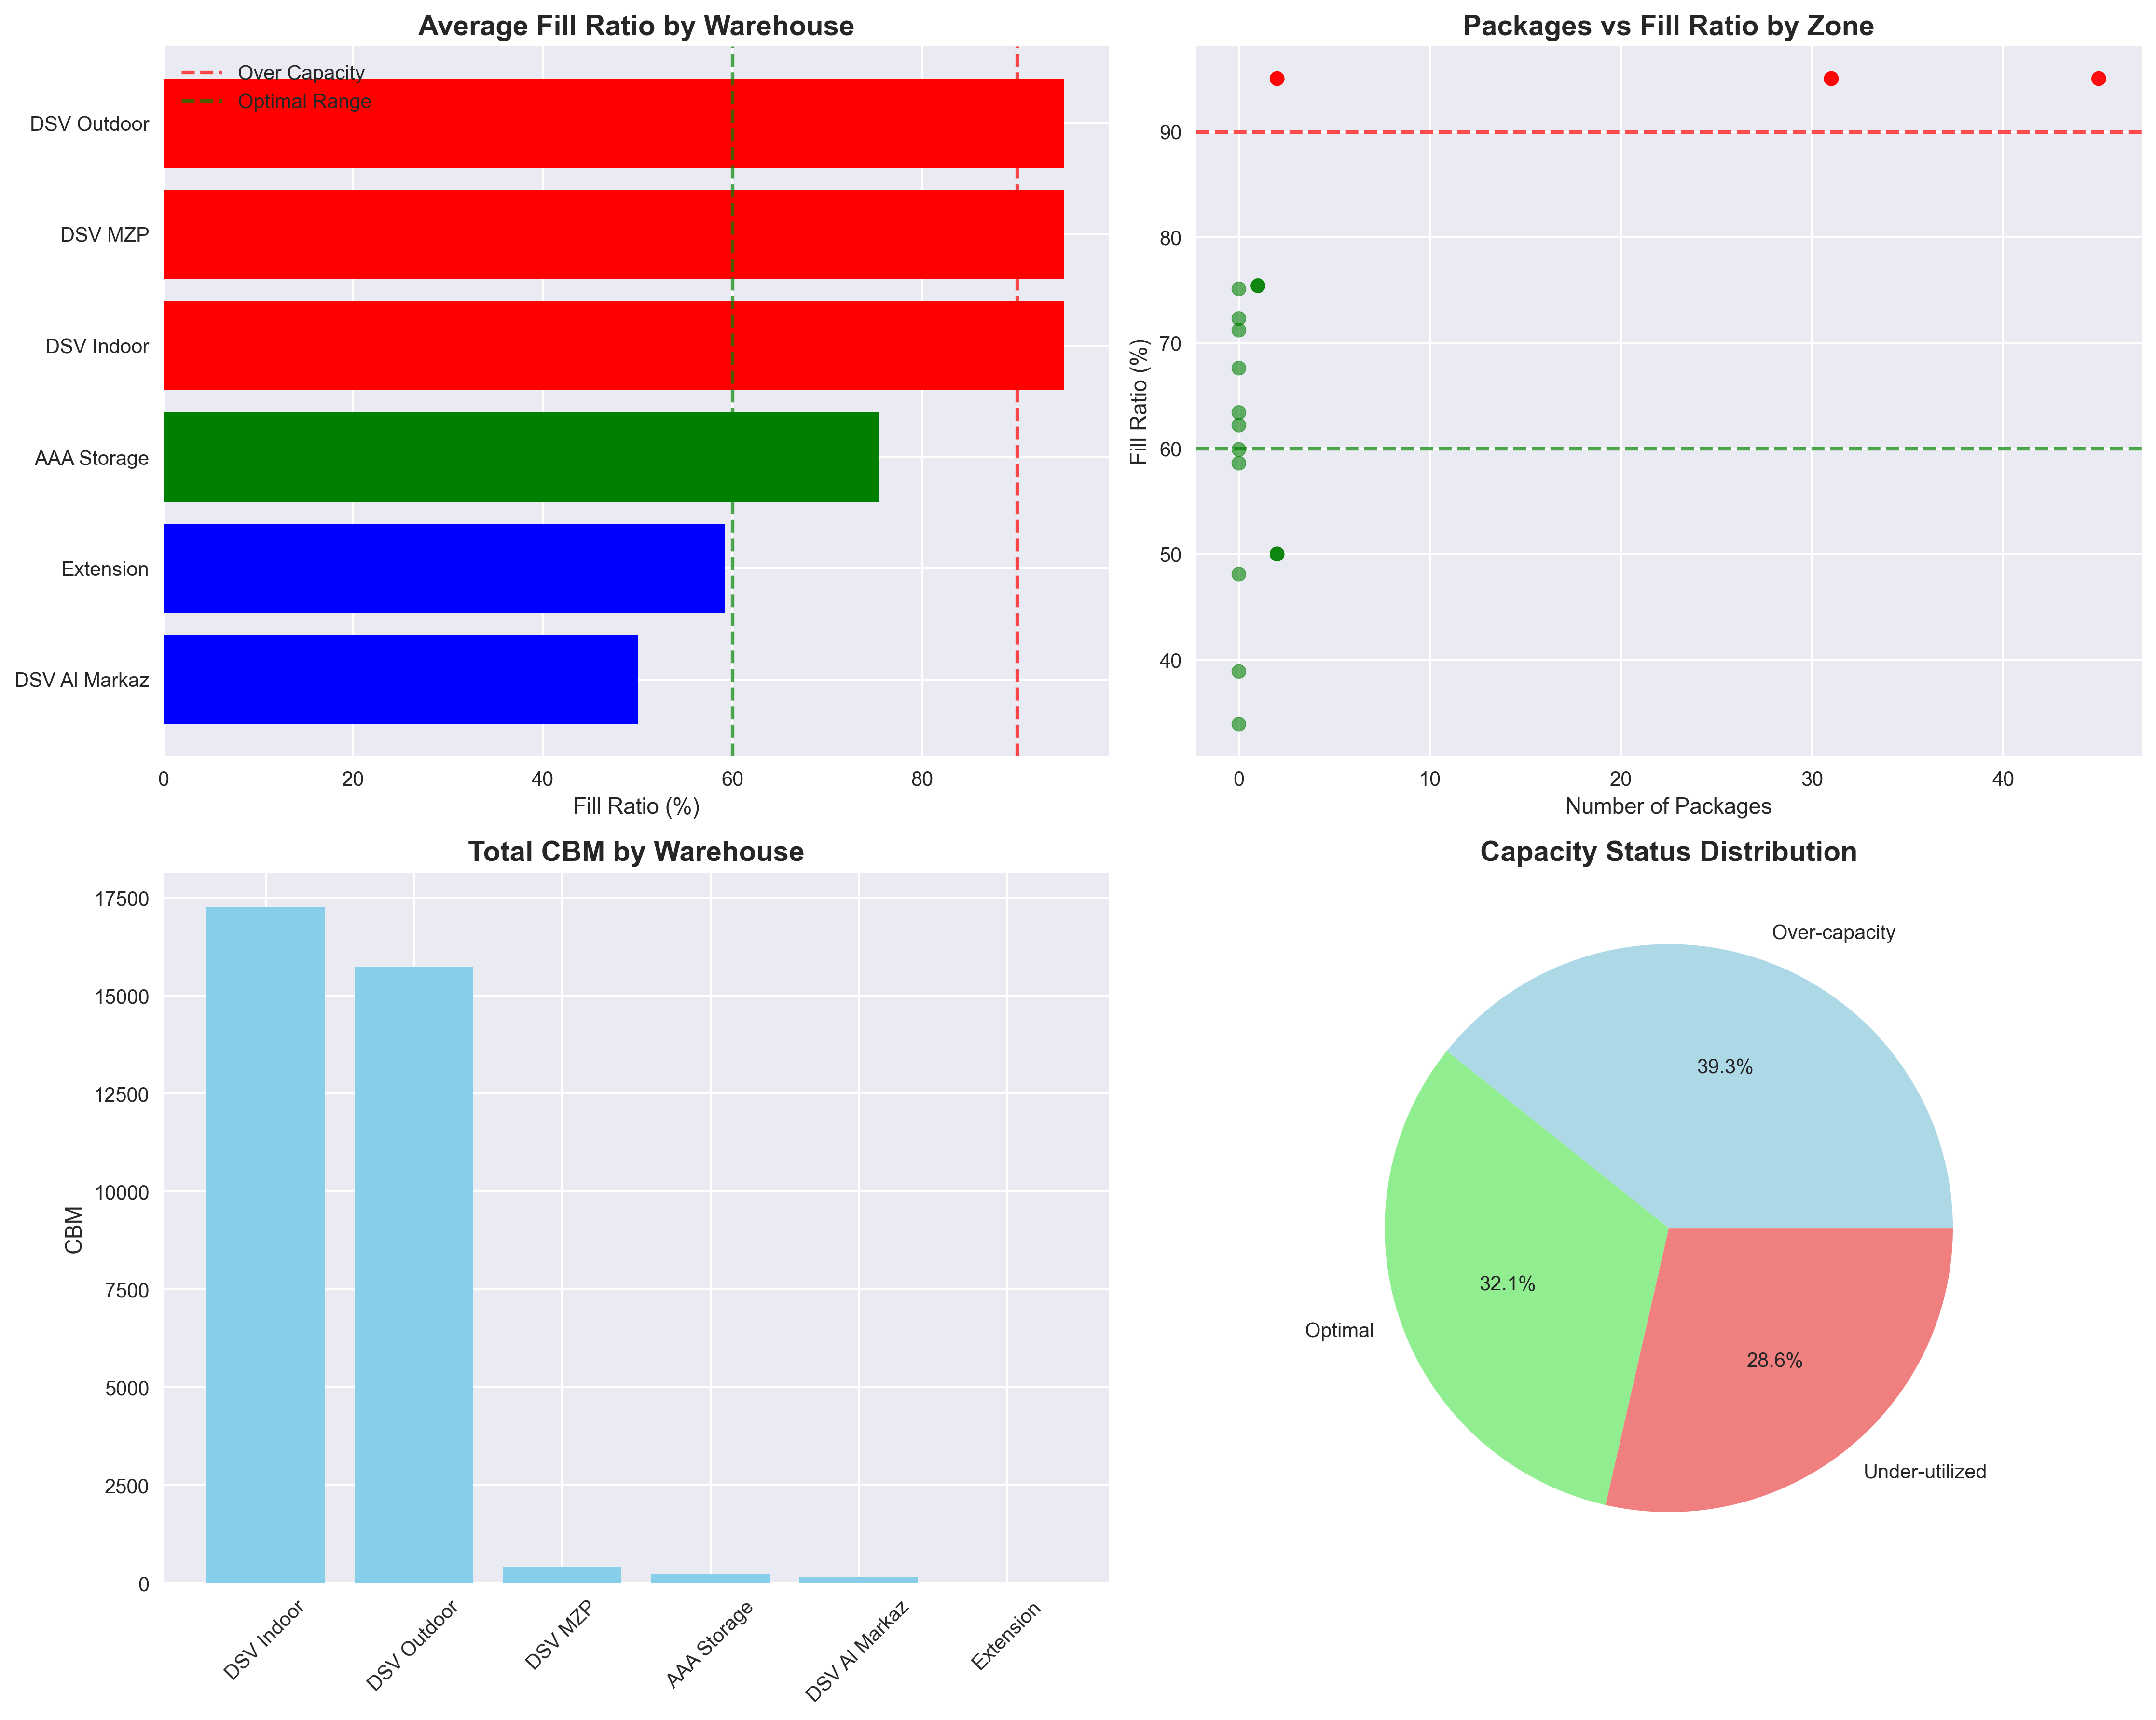 Average Fill Ratio by Warehouse
Over Capacity
Optimal Range
DSV Outdoor
DSV MZP
DSV Indoor
AAA Storage
Extension
DSV Al Markaz
0 20 40 60 80
Fill Ratio (%)
Packages vs Fill Ratio by Zone
Fill Ratio (%)
90
80
70
60
50
40
0 10 20 30 40
Number of Packages
Total CBM by Warehouse
CBM
17500
15000
12500
10000
7500
5000
2500
0
DSV Indoor
DSV Outdoor
DSV MZP
AAA Storage
DSV Al Markaz
Extension
Capacity Status Distribution
Over-capacity
39.3%
32.1%
Optimal
28.6%
Under-utilized